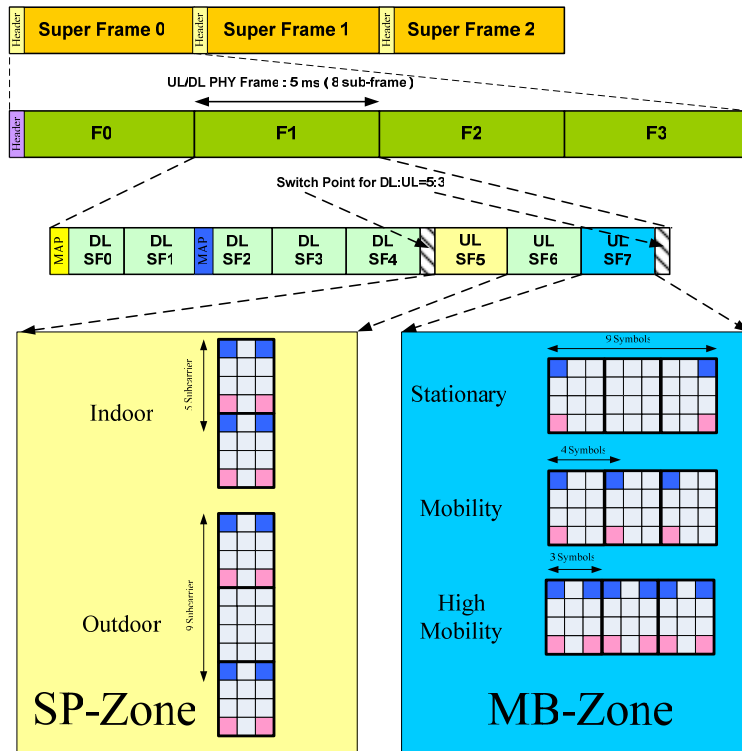 Header Super Frame 0 Header Super Frame 1 Header Super Frame 2
UL/DL PHY Frame : 5 ms ( 8 sub-frame)
Header F0 F1 F2 F3
Switch Point for DL:UL=5:3
MAP DL SF0 DL SF1 MAP DL SF2 DL SF3 DL SF4 UL SF5 UL SF6 UL SF7
Indoor
5 Subcarrier
Outdoor
9 Subcarrier
SP-Zone
9 Symbols
Stationary
4 Symbols
Mobility
3 Symbols
High
Mobility
MB-Zone